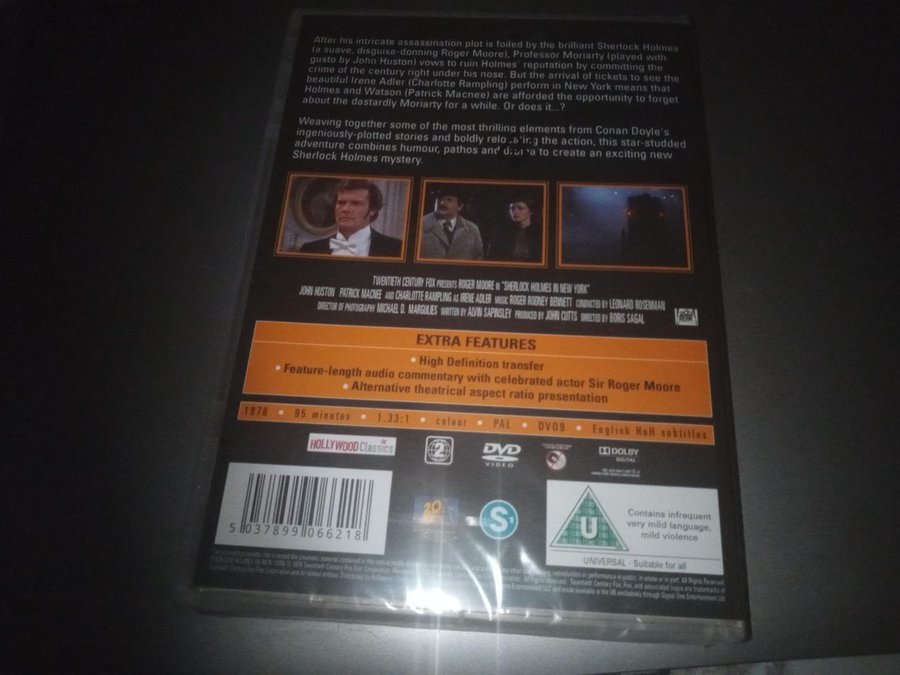 After his intricate assassination plot is foiled by the brilliant Sherlock Holmes
(a suave, disguise-donning Roger Moore), Professor Moriarty (played with
gusto by John Huston) vows to ruin Holmes' reputation by committing the
crime of the century right under his nose. But the arrival of tickets to see the
beautiful Irene Adler (Charlotte Rampling) perform in New York means that
Holmes and Watson (Patrick Macnee) are afforded the opportunity to forget
about the dastardly Moriarty for a while. Or does it...?
Weaving together some of the most thrilling elements from Conan Doyle's
ingeniously-plotted stories and boldly the action, this star-studded
adventure combines humour, pathos and to create an exciting new
Sherlock Holmes mystery.
TWENTIETH CENTURY FOX PRESENTS ROGER MOORE IN "SHERLOCK HOLMES IN NEW YORK"
JOHN HUSTON PATRICK MACNEE AND CHARLOTTE RAMPLING AS IRENE ADLER MUSIC ROGER RODNEY BENNETT CONDUCTED BY LEONARD ROSENMAN
DIRECTOR OF PHOTOGRAPHY MICHAEL D. MARGULIES WRITTEN BY ALVIN SAPINSLEY PRODUCED BY JOHN CUTTS DIRECTED BY BORIS SAGAL
EXTRA FEATURES
• High Definition transfer
• Feature-length audio commentary with celebrated actor Sir Roger Moore
• Alternative theatrical aspect ratio presentation
1976 • 95 minutes • 1.33:1 • colour • PAL • DVD9 • English HoH subtitles
HOLLYWOOD Classics
2
DVD
VIDEO
DOLBY
DIGITAL
5 037899 066218
20
S1
U
Contains infrequent
very mild language,
mild violence
UNIVERSAL - Suitable for all